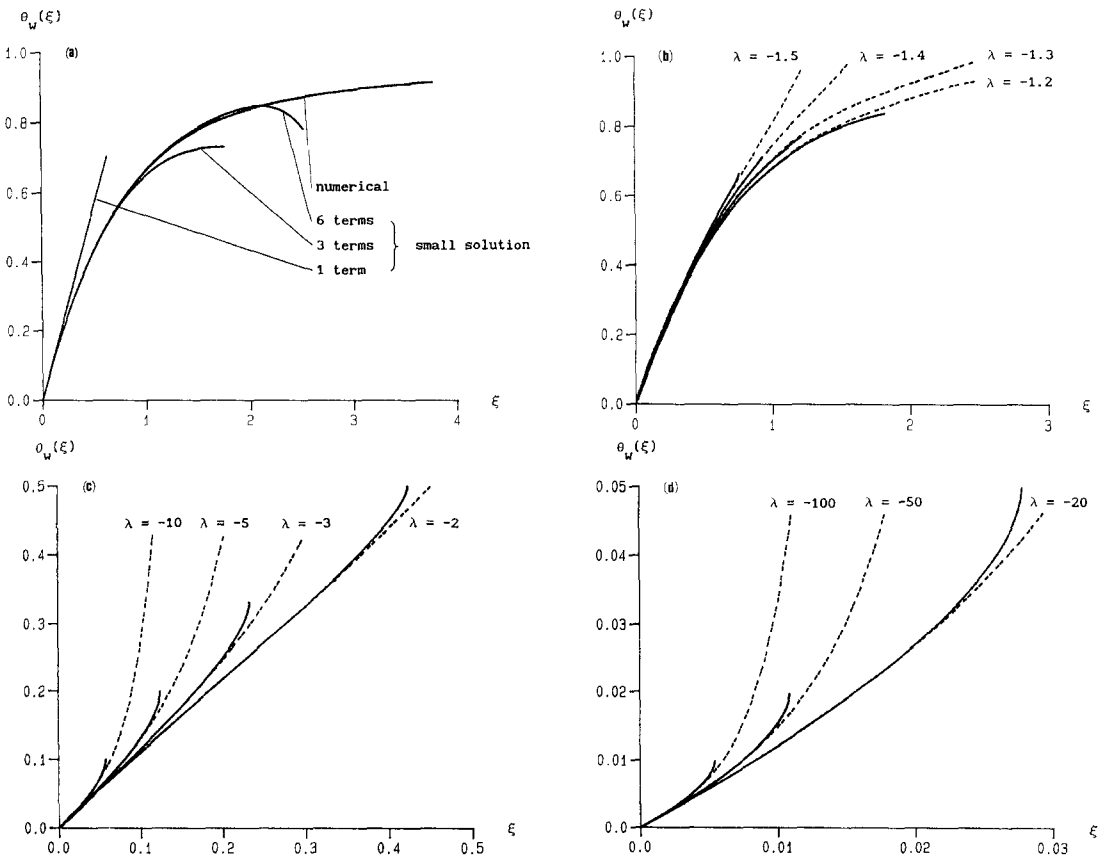 θw(ξ)
(a)
1.0
0.8
0.6
0.4
0.2
0.0
0
1
2
3
4
ξ
numerical
6 terms
3 terms
1 term
small solution
θw(ξ)
(b)
1.0
0.8
0.6
0.4
0.2
0.0
0
1
2
3
ξ
λ = -1.5
λ = -1.4
λ = -1.3
λ = -1.2
θw(ξ)
(c)
0.5
0.4
0.3
0.2
0.1
0.0
0.0
0.1
0.2
0.3
0.4
0.5
ξ
λ = -10
λ = -5
λ = -3
λ = -2
θw(ξ)
(d)
0.05
0.04
0.03
0.02
0.01
0.0
0.0
0.01
0.02
0.03
ξ
λ = -100
λ = -50
λ = -20